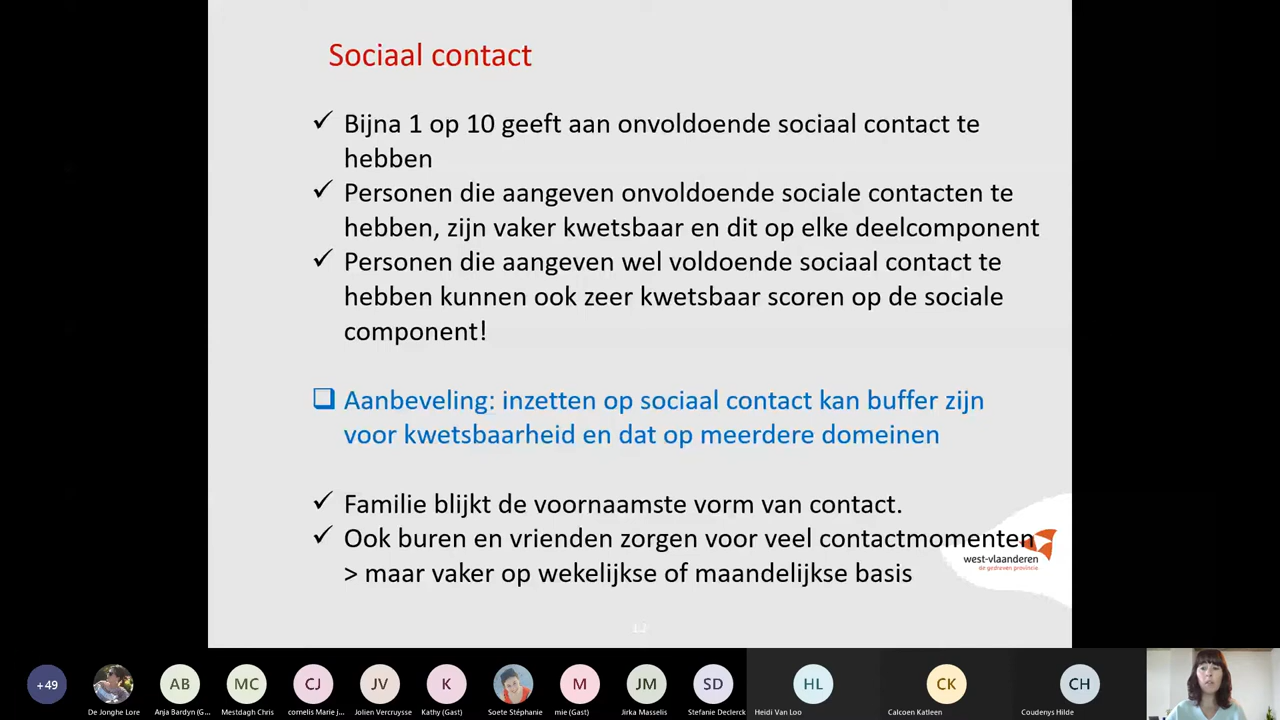 Sociaal contact
✓ Bijna 1 op 10 geeft aan onvoldoende sociaal contact te
hebben
✓ Personen die aangeven onvoldoende sociale contacten te
hebben, zijn vaker kwetsbaar en dit op elke deelcomponent
✓ Personen die aangeven wel voldoende sociaal contact te
hebben kunnen ook zeer kwetsbaar scoren op de sociale
component!
❑ Aanbeveling: inzetten op sociaal contact kan buffer zijn
voor kwetsbaarheid en dat op meerdere domeinen
✓ Familie blijkt de voornaamste vorm van contact.
✓ Ook buren en vrienden zorgen voor veel contactmomenten
> maar vaker op wekelijkse of maandelijkse basis
west-vlaanderen
de gedreven provincie
12
+49 AB MC CJ JV K M JM SD HL CK CH
De Jonghe Lore Anja Bardyn (G... Mestdagh Chris cornelis Marie j... Jolien Vercruysse Kathy (Gast) Soete Stéphanie mie (Gast) Jirka Masselis Stefanie Declerck Heidi Van Loo Calcoen Katleen Coudenys Hilde